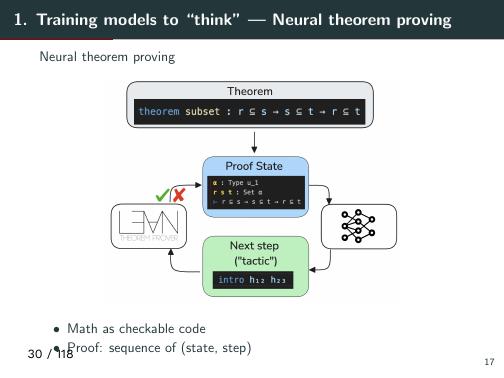 1. Training models to “think” — Neural theorem proving
Neural theorem proving
Theorem
theorem subset : r ⊆ s → s ⊆ t → r ⊆ t
Proof State
α : Type u_1
r s t : Set α
⊢ r ⊆ s → s ⊆ t → r ⊆ t
LEAN
THEOREM PROVER
Next step
("tactic")
intro h₁₂ h₂₃
• Math as checkable code
• Proof: sequence of (state, step)
30 / 118
17